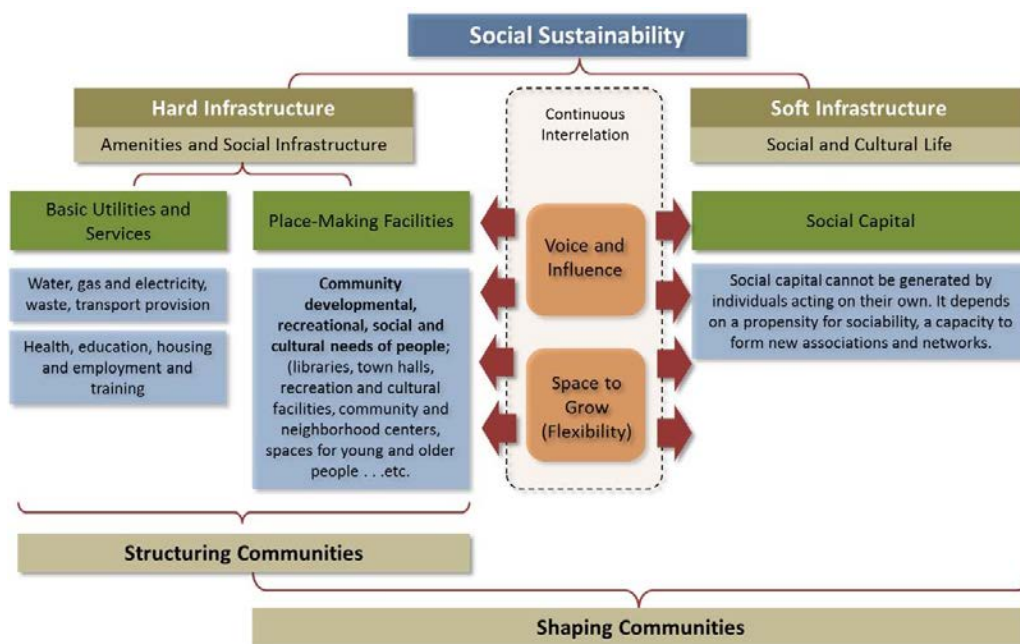 Social Sustainability
Hard Infrastructure
Amenities and Social Infrastructure
Continuous
Interrelation
Soft Infrastructure
Social and Cultural Life
Basic Utilities and
Services
Place-Making Facilities
Voice and
Influence
Social Capital
Water, gas and electricity,
waste, transport provision
Health, education, housing
and employment and
training
Community
developmental,
recreational, social and
cultural needs of people;
(libraries, town halls,
recreation and cultural
facilities, community and
neighborhood centers,
spaces for young and older
people . . .etc.
Space to
Grow
(Flexibility)
Social capital cannot be generated by
individuals acting on their own. It depends
on a propensity for sociability, a capacity to
form new associations and networks.
Structuring Communities
Shaping Communities